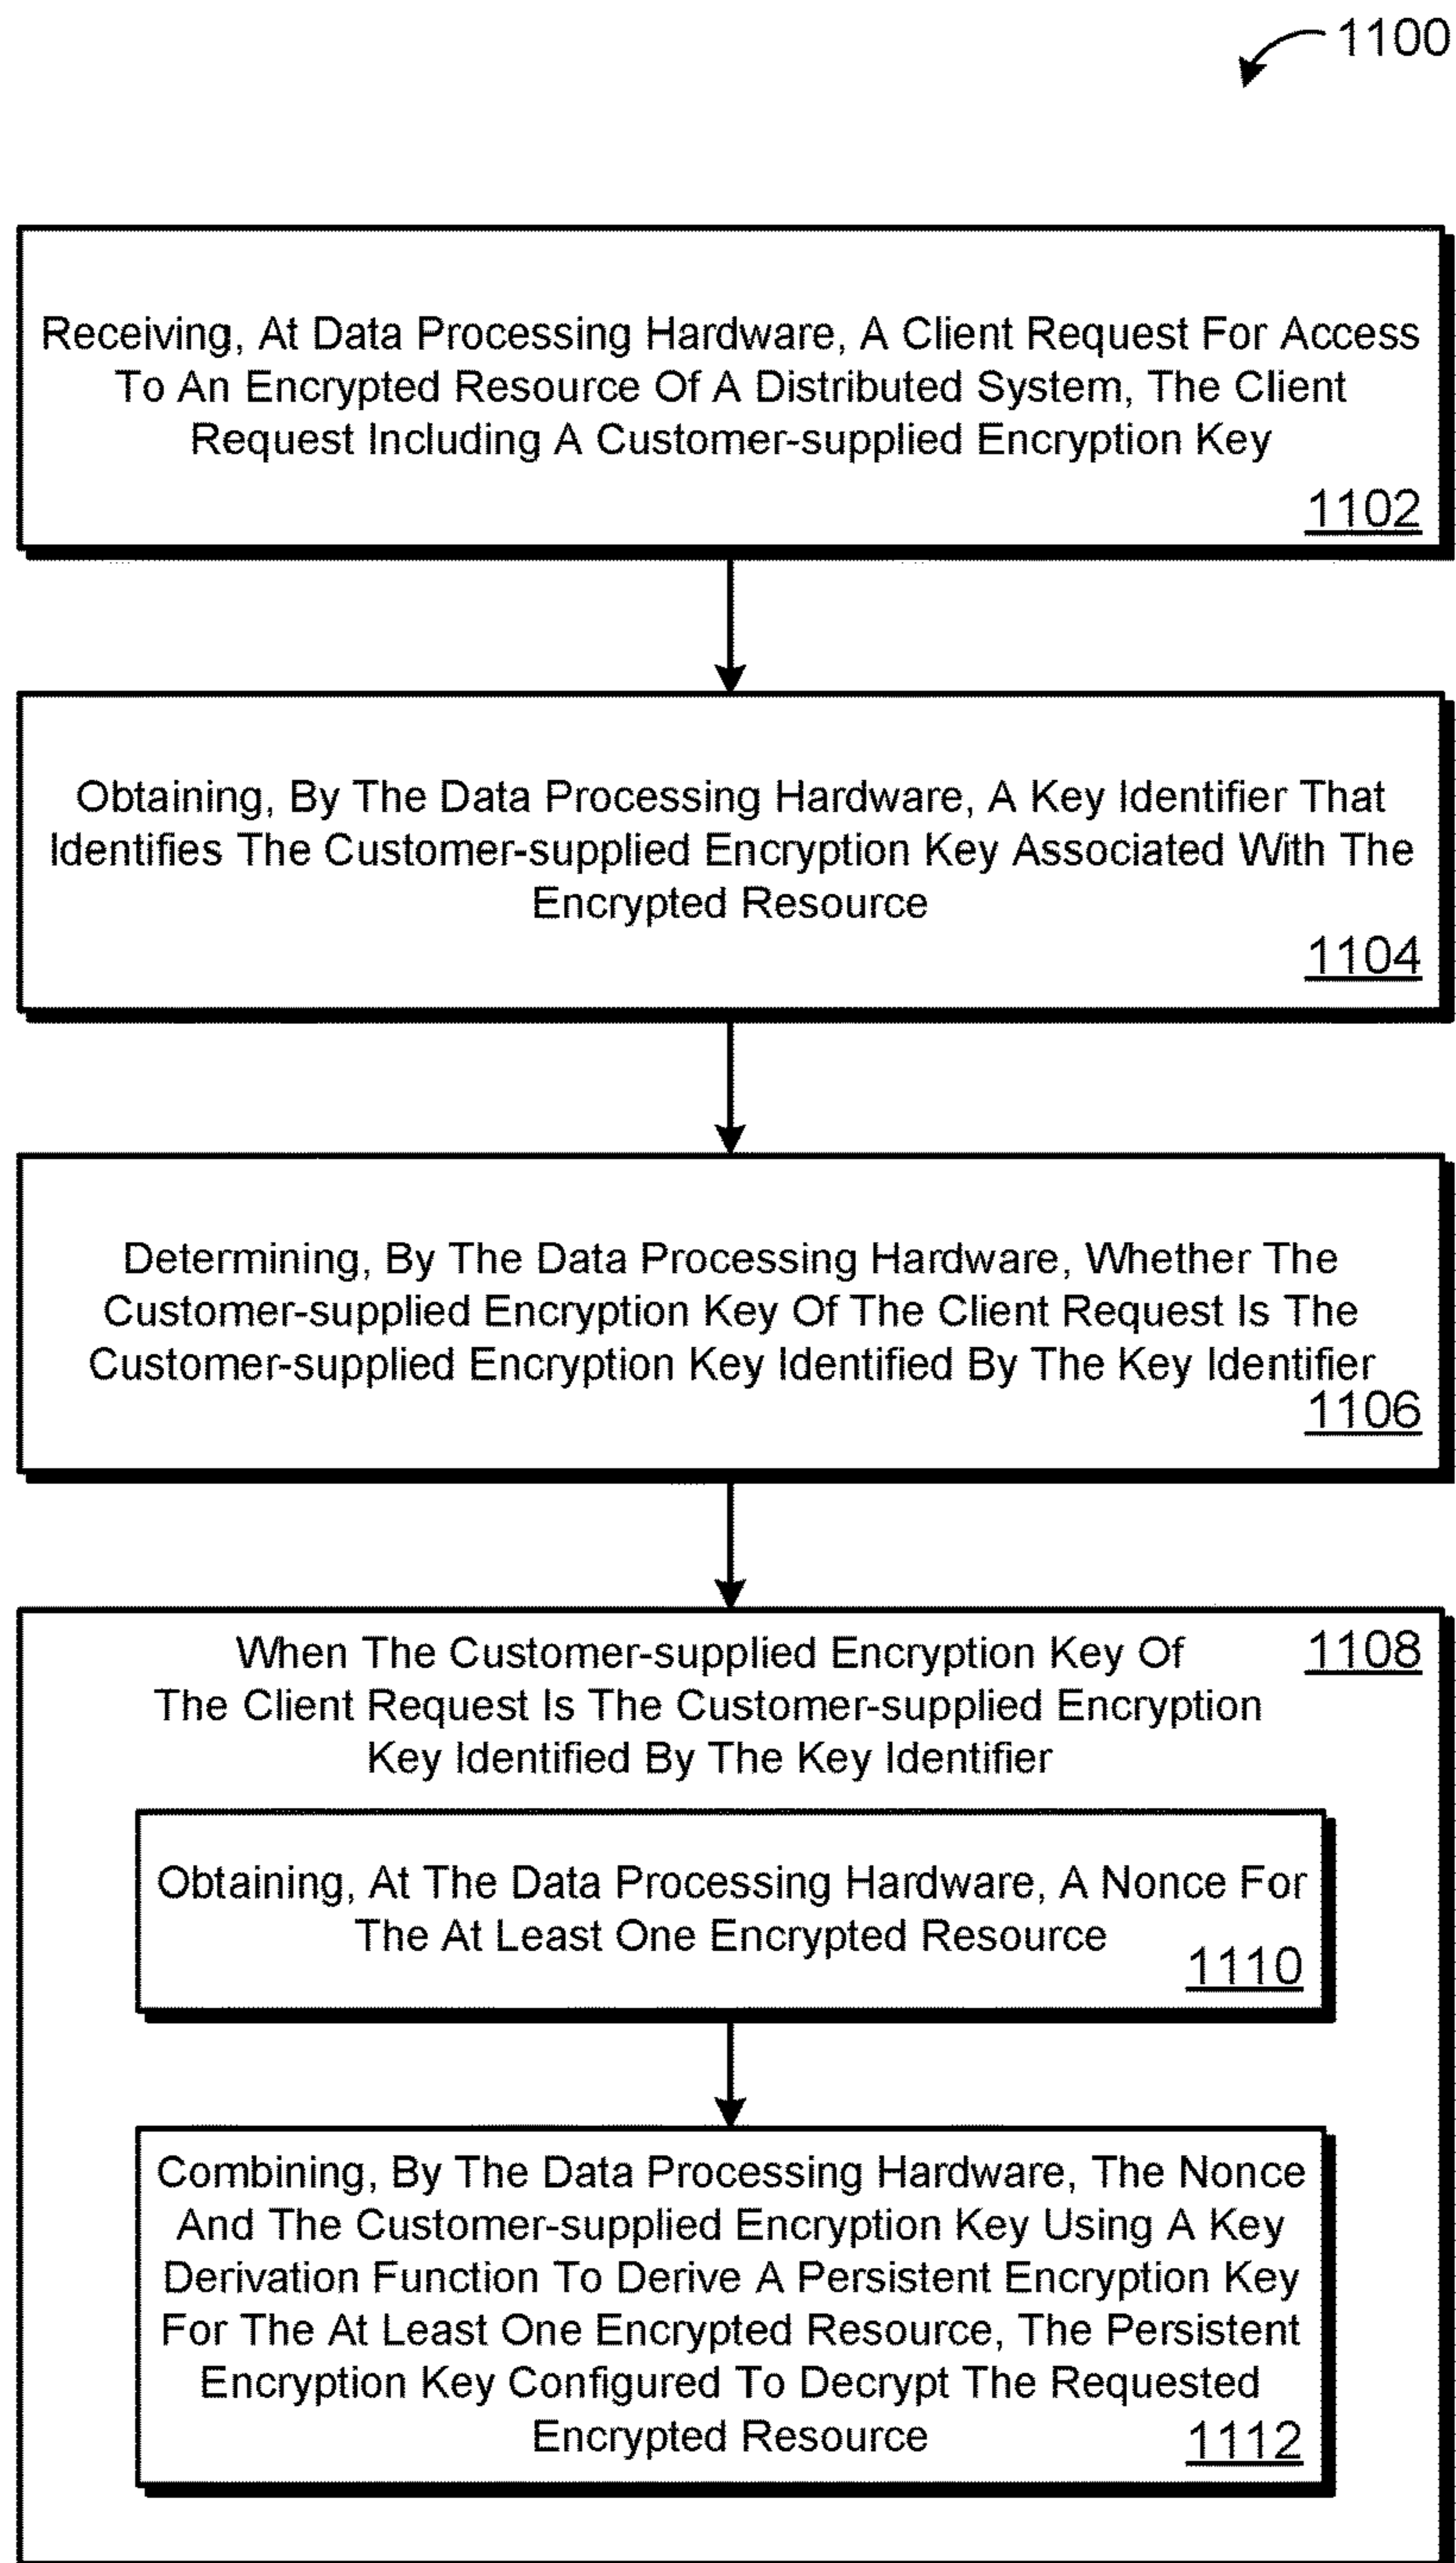 1100
Receiving, At Data Processing Hardware, A Client Request For Access
To An Encrypted Resource Of A Distributed System, The Client
Request Including A Customer-supplied Encryption Key
1102
Obtaining, By The Data Processing Hardware, A Key Identifier That
Identifies The Customer-supplied Encryption Key Associated With The
Encrypted Resource
1104
Determining, By The Data Processing Hardware, Whether The
Customer-supplied Encryption Key Of The Client Request Is The
Customer-supplied Encryption Key Identified By The Key Identifier
1106
When The Customer-supplied Encryption Key Of
1108
The Client Request Is The Customer-supplied Encryption
Key Identified By The Key Identifier
Obtaining, At The Data Processing Hardware, A Nonce For
The At Least One Encrypted Resource
1110
Combining, By The Data Processing Hardware, The Nonce
And The Customer-supplied Encryption Key Using A Key
Derivation Function To Derive A Persistent Encryption Key
For The At Least One Encrypted Resource, The Persistent
Encryption Key Configured To Decrypt The Requested
Encrypted Resource
1112